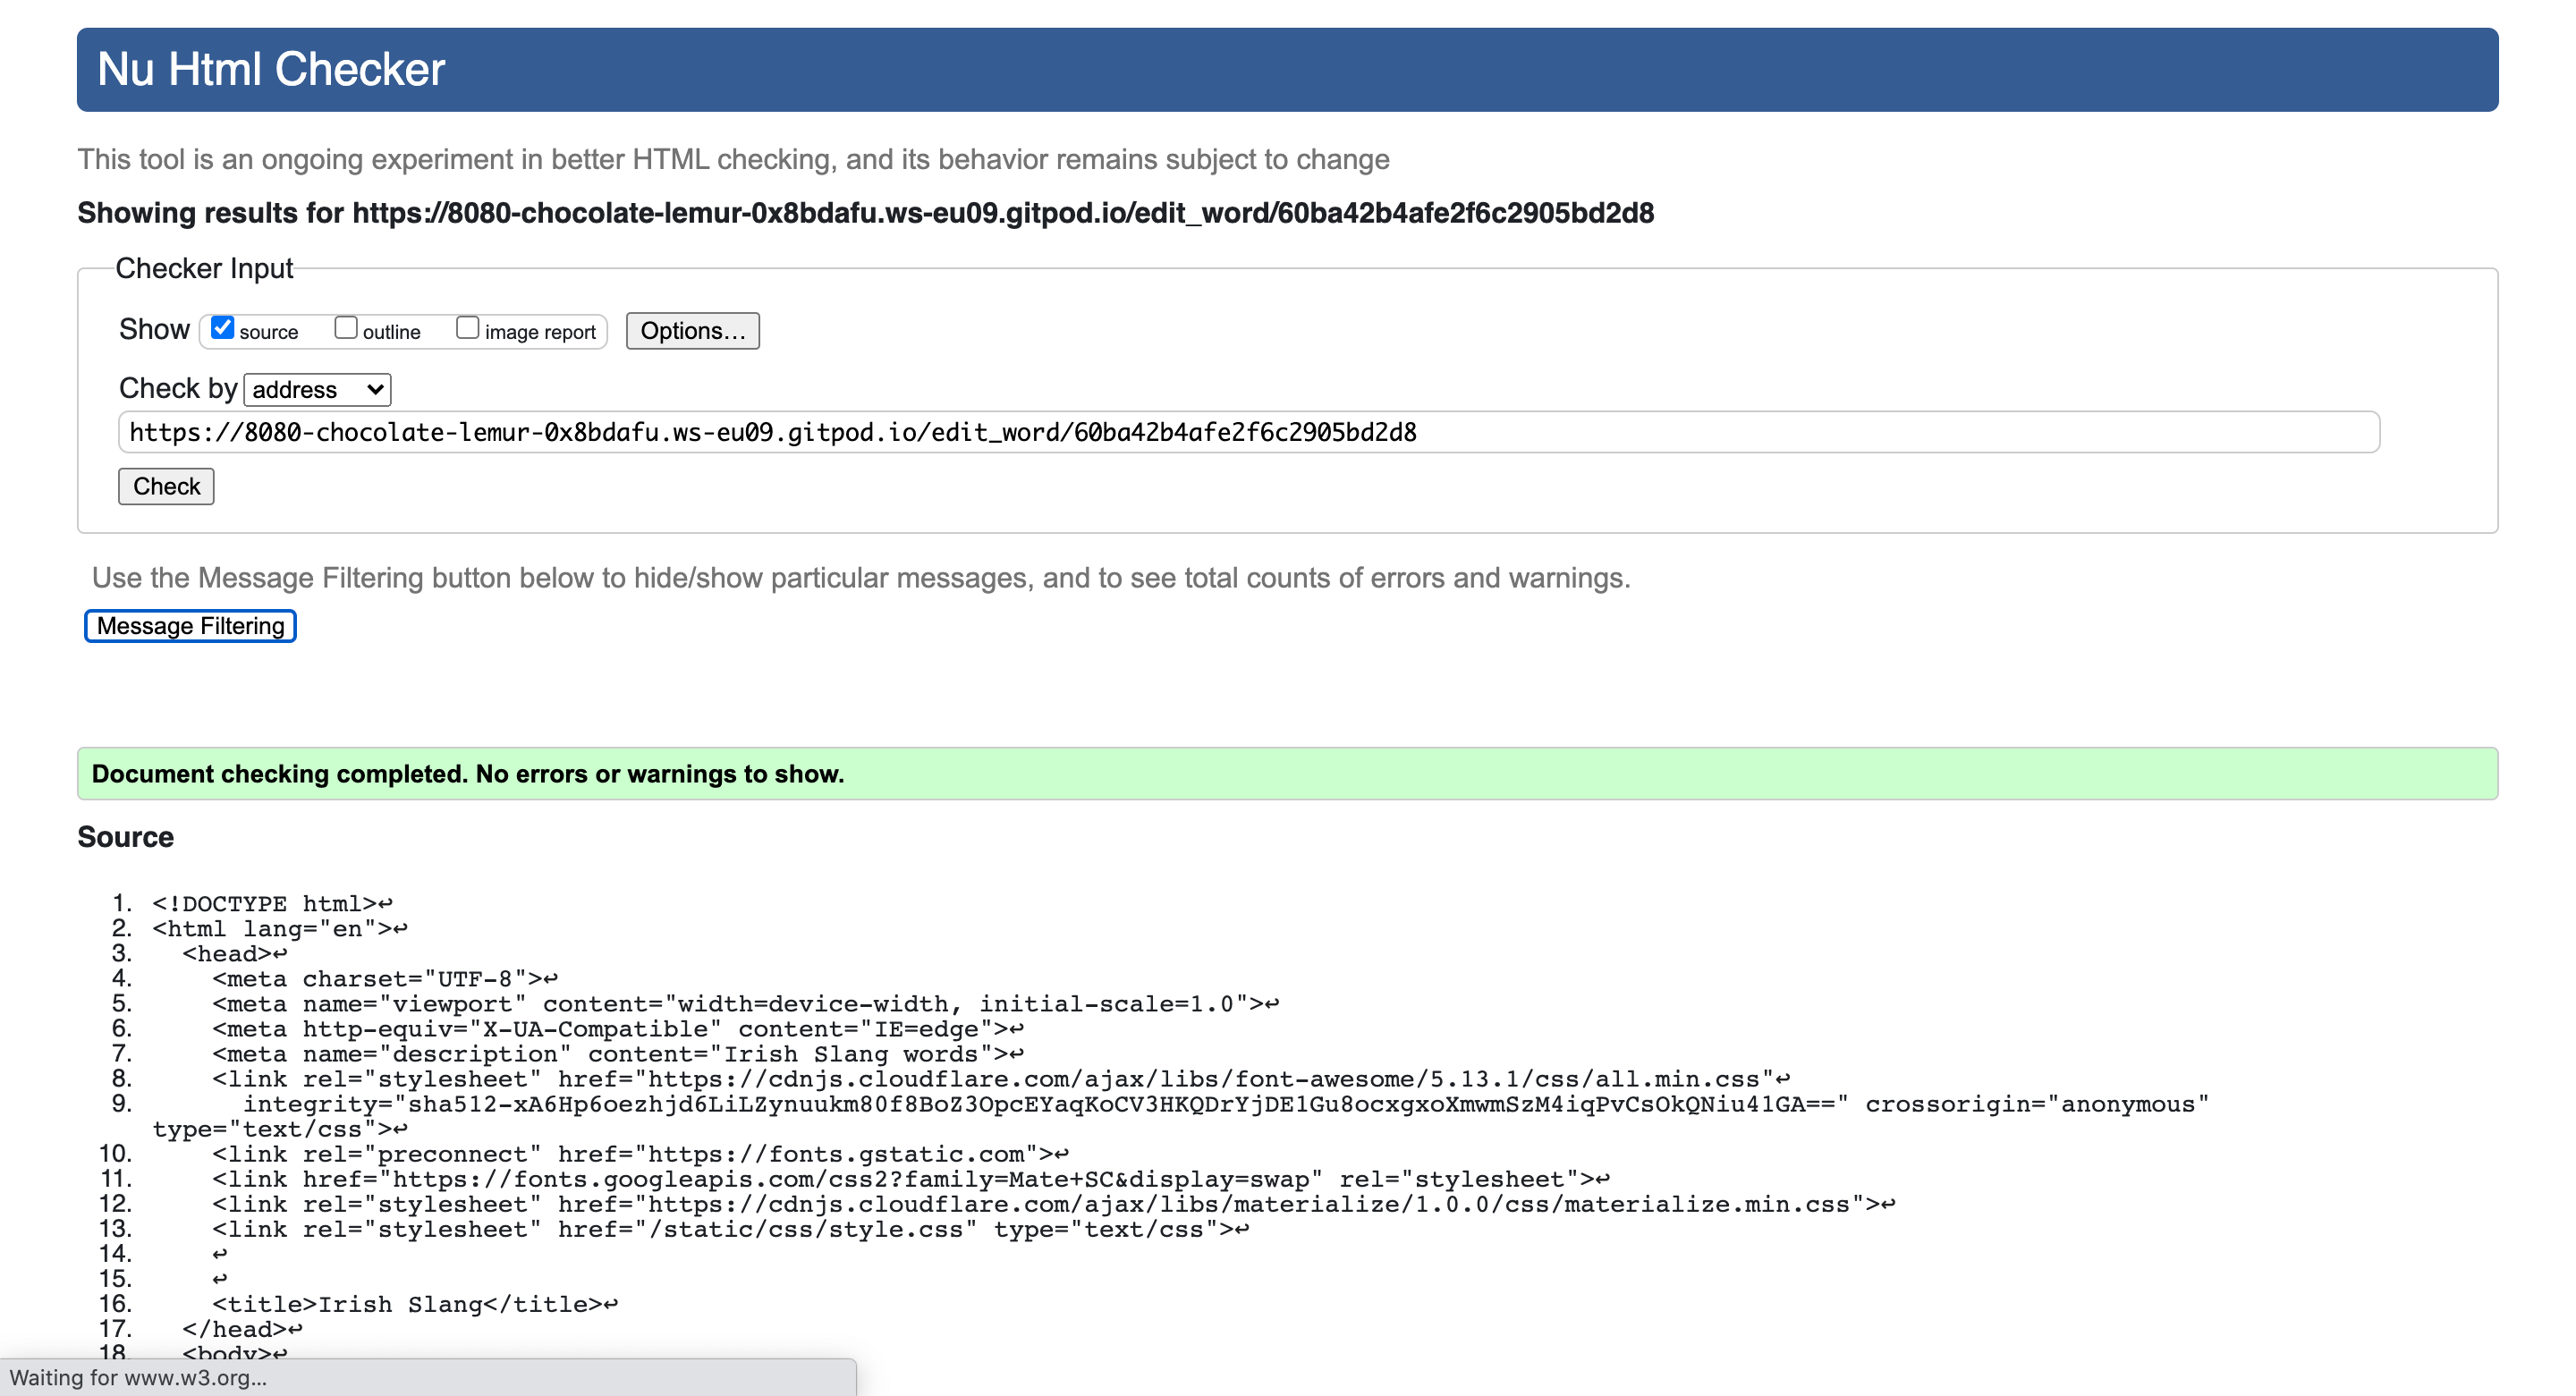 Nu Html Checker
This tool is an ongoing experiment in better HTML checking, and its behavior remains subject to change
Showing results for https://8080-chocolate-lemur-0x8bdafu.ws-eu09.gitpod.io/edit_word/60ba42b4afe2f6c2905bd2d8
Checker Input
Show source outline image report Options...
Check by address
https://8080-chocolate-lemur-0x8bdafu.ws-eu09.gitpod.io/edit_word/60ba42b4afe2f6c2905bd2d8
Check
Use the Message Filtering button below to hide/show particular messages, and to see total counts of errors and warnings.
Message Filtering
Document checking completed. No errors or warnings to show.
Source
1. <!DOCTYPE html>↩
2. <html lang="en">↩
3. <head>↩
4. <meta charset="UTF-8">↩
5. <meta name="viewport" content="width=device-width, initial-scale=1.0">↩
6. <meta http-equiv="X-UA-Compatible" content="IE=edge">↩
7. <meta name="description" content="Irish Slang words">↩
8. <link rel="stylesheet" href="https://cdnjs.cloudflare.com/ajax/libs/font-awesome/5.13.1/css/all.min.css"↩
9. integrity="sha512-xA6Hp6oezhjd6LiLZynuukm80f8BoZ3OpcEYaqKoCV3HKQDrYjDE1Gu8ocxgxoXmwmSzM4iqPvCsOkQNiu41GA==" crossorigin="anonymous"
type="text/css">↩
10. <link rel="preconnect" href="https://fonts.gstatic.com">↩
11. <link href="https://fonts.googleapis.com/css2?family=Mate+SC&display=swap" rel="stylesheet">↩
12. <link rel="stylesheet" href="https://cdnjs.cloudflare.com/ajax/libs/materialize/1.0.0/css/materialize.min.css">↩
13. <link rel="stylesheet" href="/static/css/style.css" type="text/css">↩
14. ↩
15. ↩
16. <title>Irish Slang</title>↩
17. </head>↩
18. <body>↩
Waiting for www.w3.org...